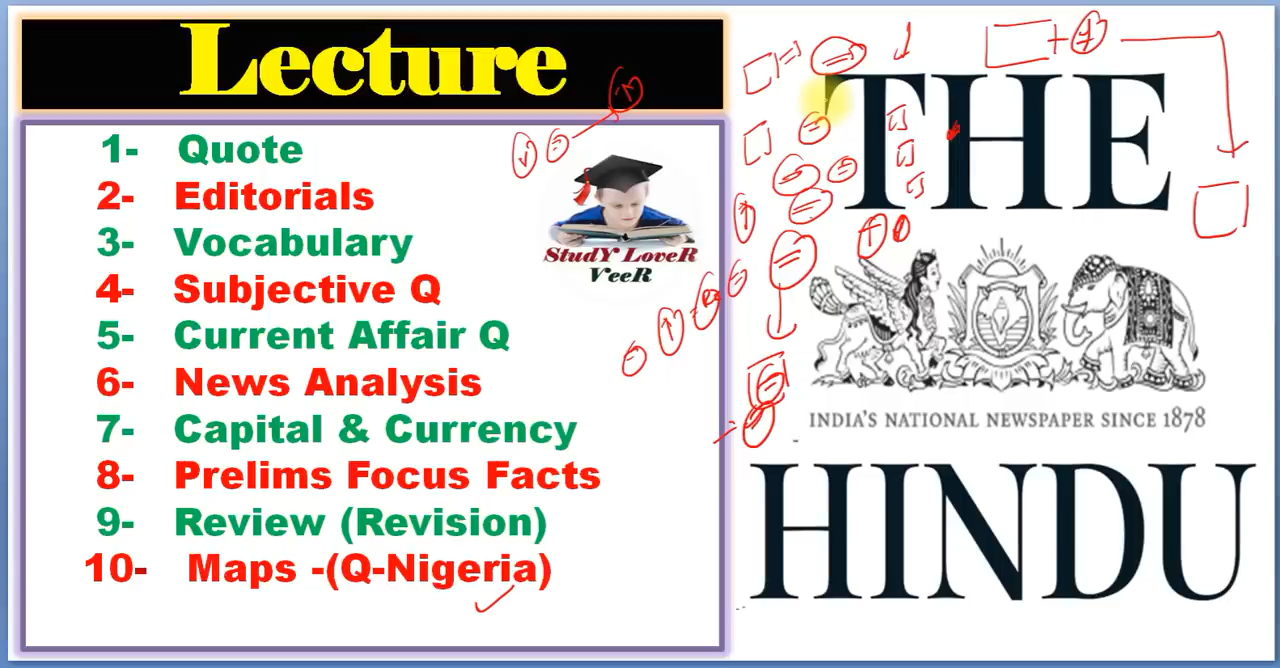 Lecture
1- Quote
2- Editorials
3- Vocabulary
4- Subjective Q
5- Current Affair Q
6- News Analysis
7- Capital & Currency
8- Prelims Focus Facts
9- Review (Revision)
10- Maps -(Q-Nigeria)
StudY LoveR
VeeR
THE
INDIA'S NATIONAL NEWSPAPER SINCE 1878
HINDU